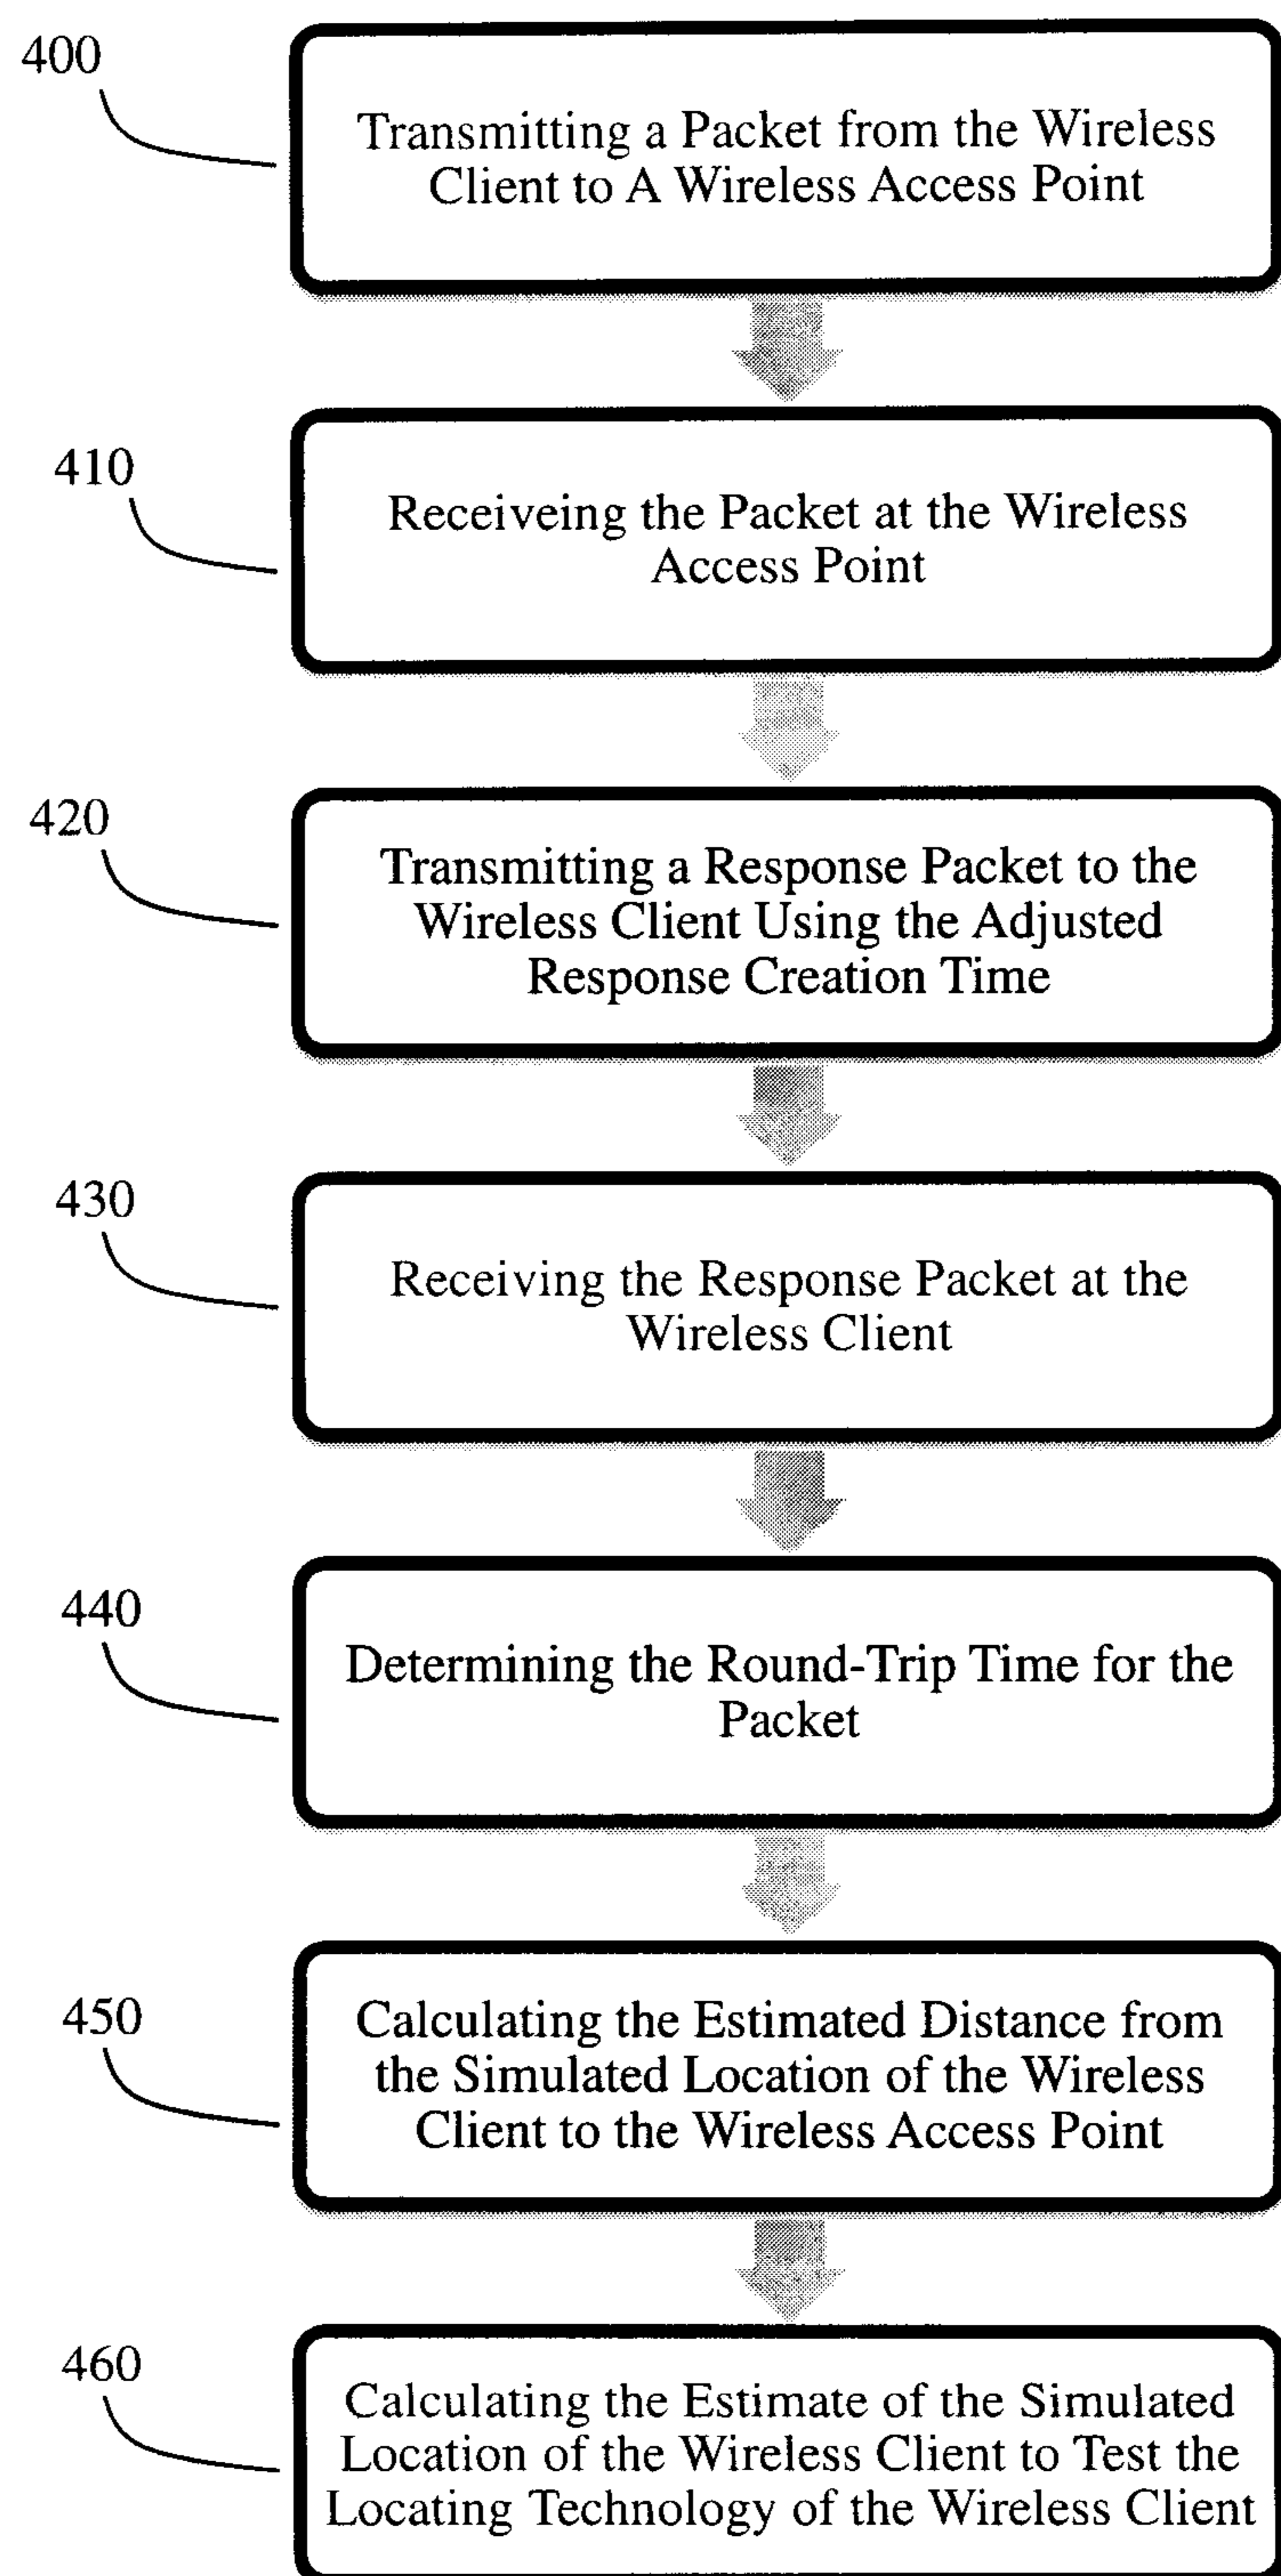 400
Transmitting a Packet from the Wireless
Client to A Wireless Access Point
410
Receiveing the Packet at the Wireless
Access Point
420
Transmitting a Response Packet to the
Wireless Client Using the Adjusted
Response Creation Time
430
Receiving the Response Packet at the
Wireless Client
440
Determining the Round-Trip Time for the
Packet
450
Calculating the Estimated Distance from
the Simulated Location of the Wireless
Client to the Wireless Access Point
460
Calculating the Estimate of the Simulated
Location of the Wireless Client to Test the
Locating Technology of the Wireless Client